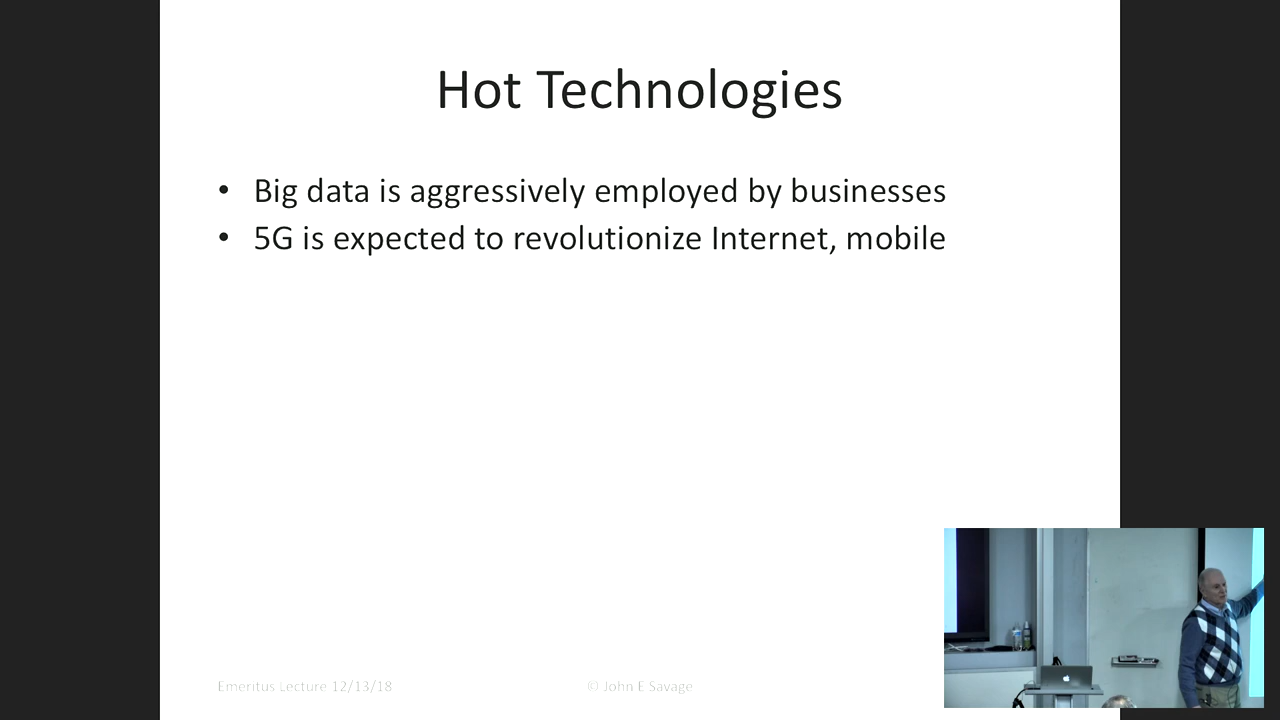 Hot Technologies
• Big data is aggressively employed by businesses
• 5G is expected to revolutionize Internet, mobile
Emeritus Lecture 12/13/18
© John E Savage